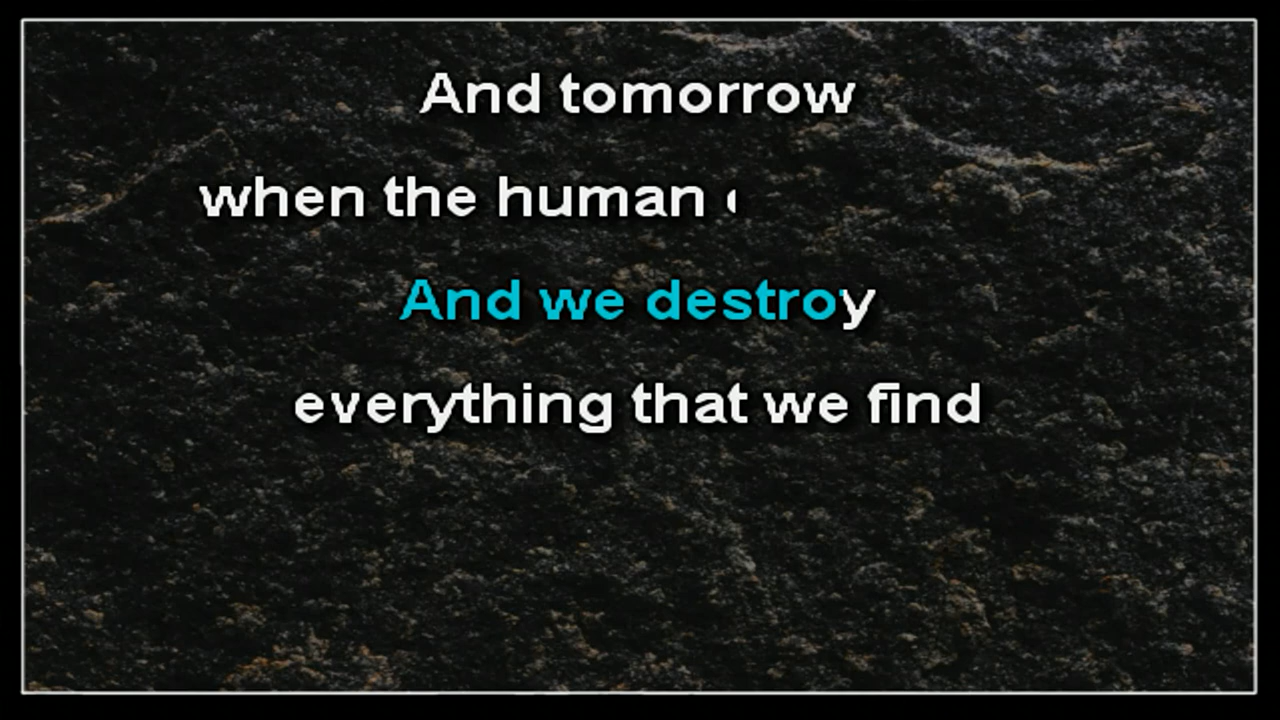 And tomorrow
when the human
And we destroy
everything that we find